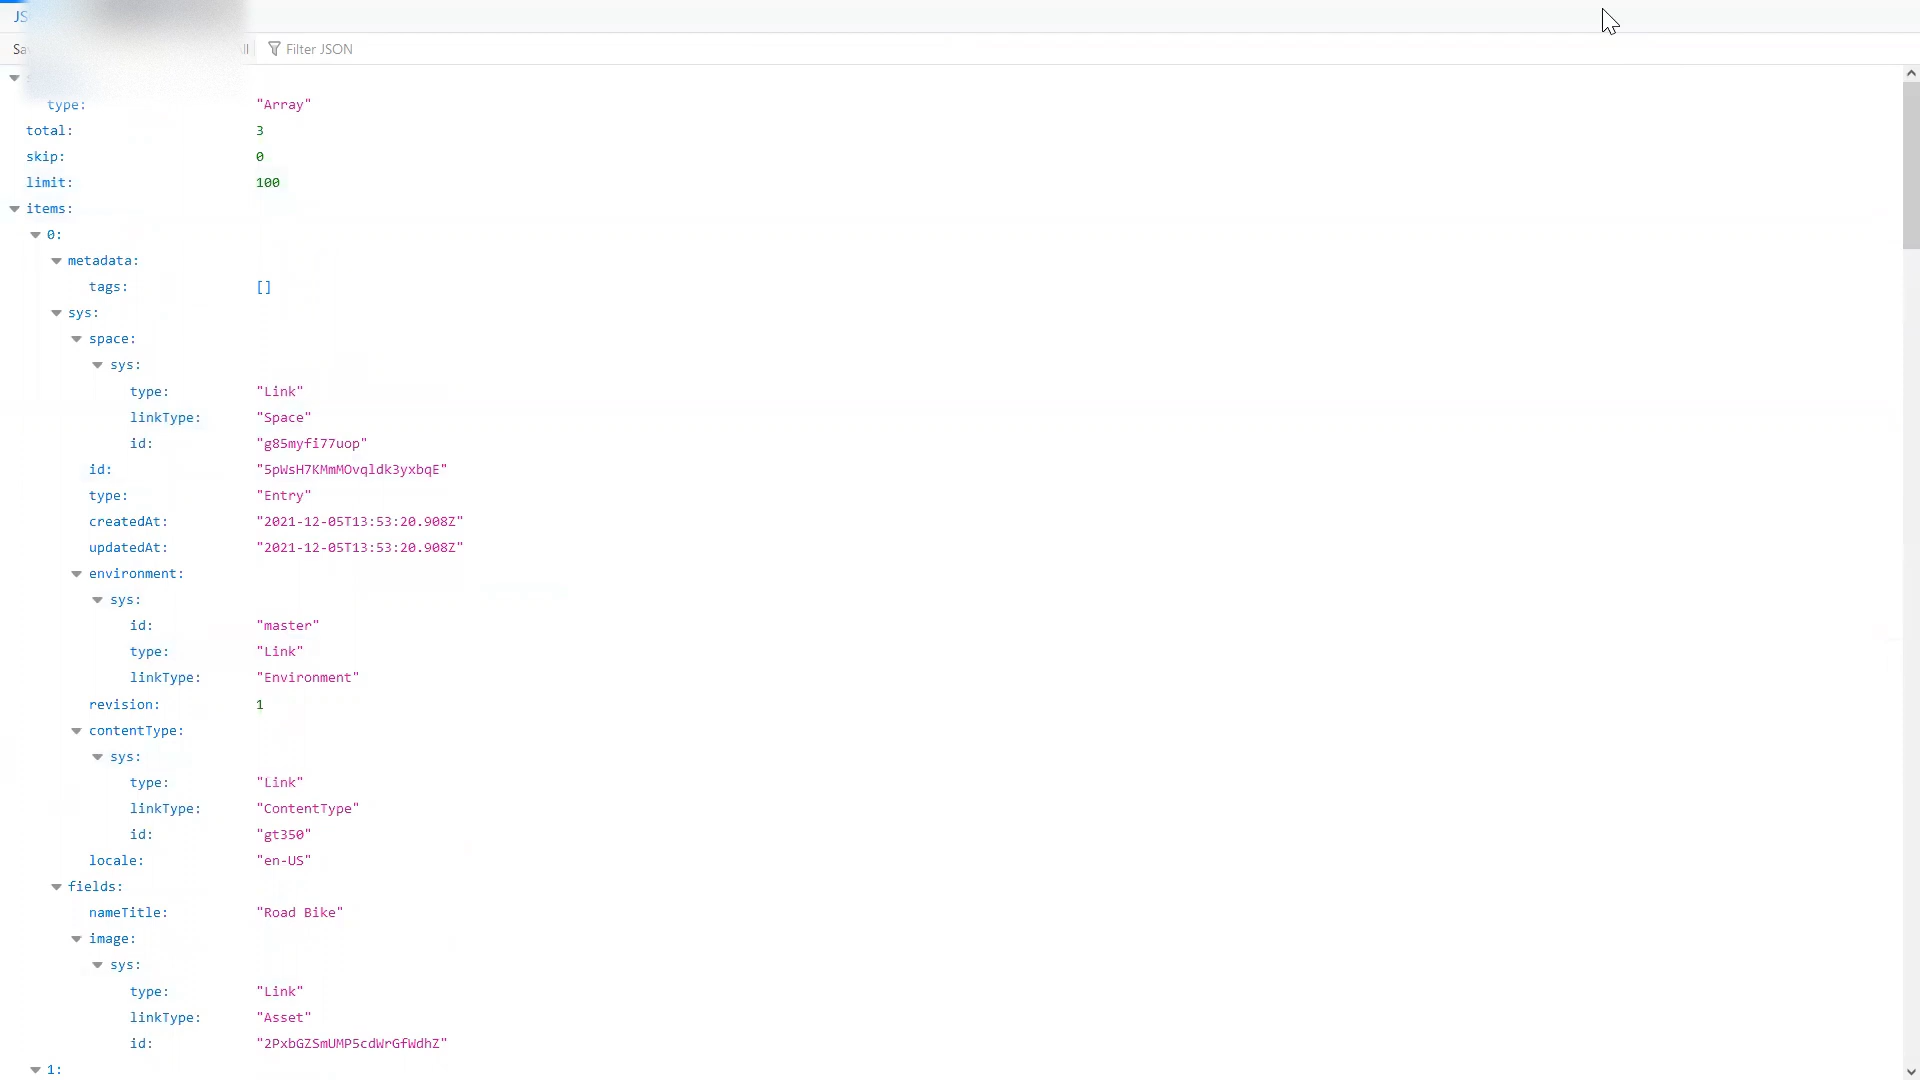 Filter JSON
type: "Array"
total: 3
skip: 0
limit: 100
items:
0:
metadata:
tags: []
sys:
space:
sys:
type: "Link"
linkType: "Space"
id: "g85myfi77uop"
id: "5pWsH7KMmMOvqldk3yxbqE"
type: "Entry"
createdAt: "2021-12-05T13:53:20.908Z"
updatedAt: "2021-12-05T13:53:20.908Z"
environment:
sys:
id: "master"
type: "Link"
linkType: "Environment"
revision: 1
contentType:
sys:
type: "Link"
linkType: "ContentType"
id: "gt350"
locale: "en-US"
fields:
nameTitle: "Road Bike"
image:
sys:
type: "Link"
linkType: "Asset"
id: "2PxbGZSmUMP5cdWrGfWdhZ"
1: